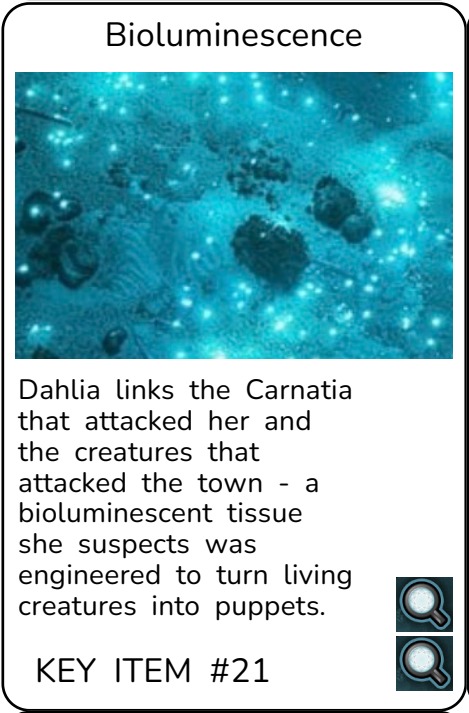 Bioluminescence
Dahlia links the Carnatia
that attacked her and
the creatures that
attacked the town - a
bioluminescent tissue
she suspects was
engineered to turn living
creatures into puppets.
KEY ITEM #21